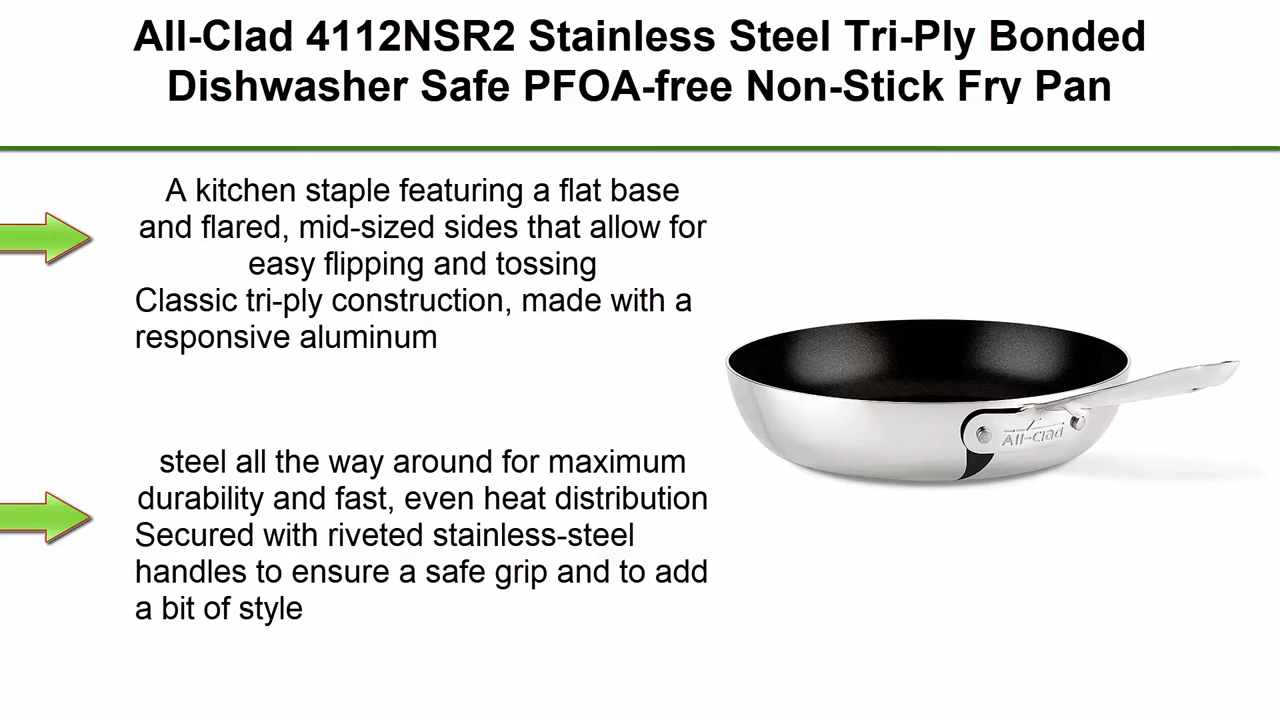 All-Clad 4112NSR2 Stainless Steel Tri-Ply Bonded
Dishwasher Safe PFOA-free Non-Stick Fry Pan
A kitchen staple featuring a flat base
and flared, mid-sized sides that allow for
easy flipping and tossing
Classic tri-ply construction, made with a
responsive aluminum
steel all the way around for maximum
durability and fast, even heat distribution
Secured with riveted stainless-steel
handles to ensure a safe grip and to add
a bit of style
All-Clad